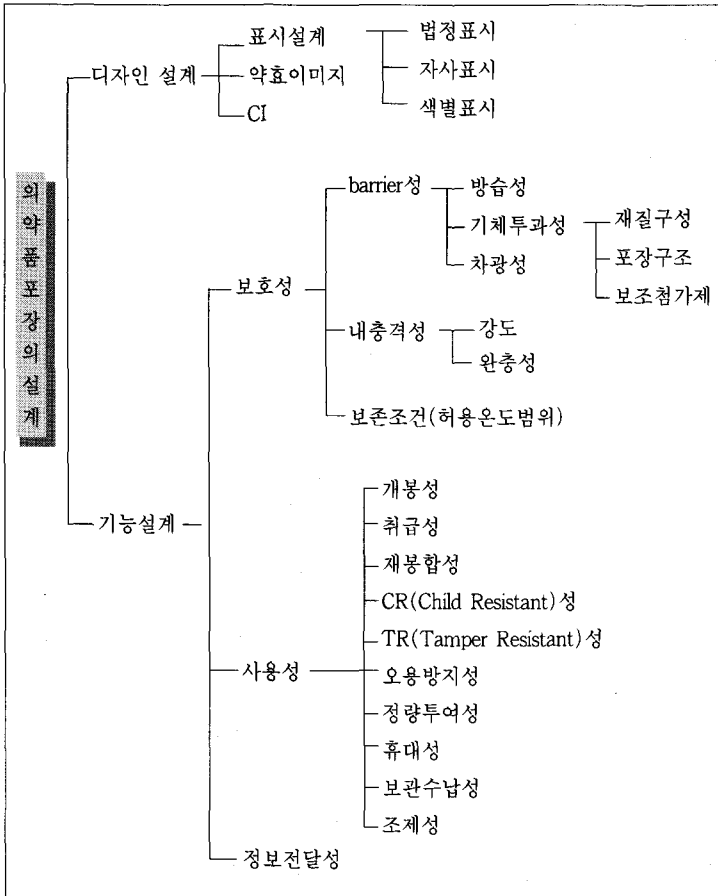 의약품포장의설계
디자인 설계
표시설계
법정표시
자사표시
색별표시
약효이미지
CI
기능설계
보호성
barrier성
방습성
기체투과성
재질구성
포장구조
보조첨가제
차광성
내충격성
강도
완충성
보존조건(허용온도범위)
사용성
개봉성
취급성
재봉합성
CR(Child Resistant)성
TR(Tamper Resistant)성
오용방지성
정량투여성
휴대성
보관수납성
조제성
정보전달성